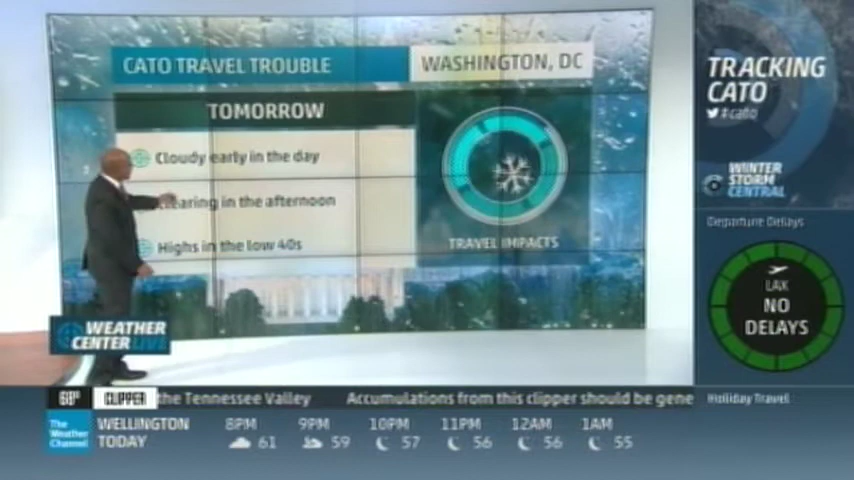 CATO TRAVEL TROUBLE
WASHINGTON, DC
TOMORROW
Cloudy early in the day
Clearing in the afternoon
Highs in the low 40s
TRAVEL IMPACTS
TRACKING
CATO
#cato
WINTER
STORM
CENTRAL
Departure Delays
LAX
NO
DELAYS
Holiday Travel
WEATHER
CENTER LIVE
68° CLIPPER the Tennessee Valley Accumulations from this clipper should be gene
The
Weather
Channel
WELLINGTON 8PM 9PM 10PM 11PM 12AM 1AM
TODAY 61 59 57 56 56 55